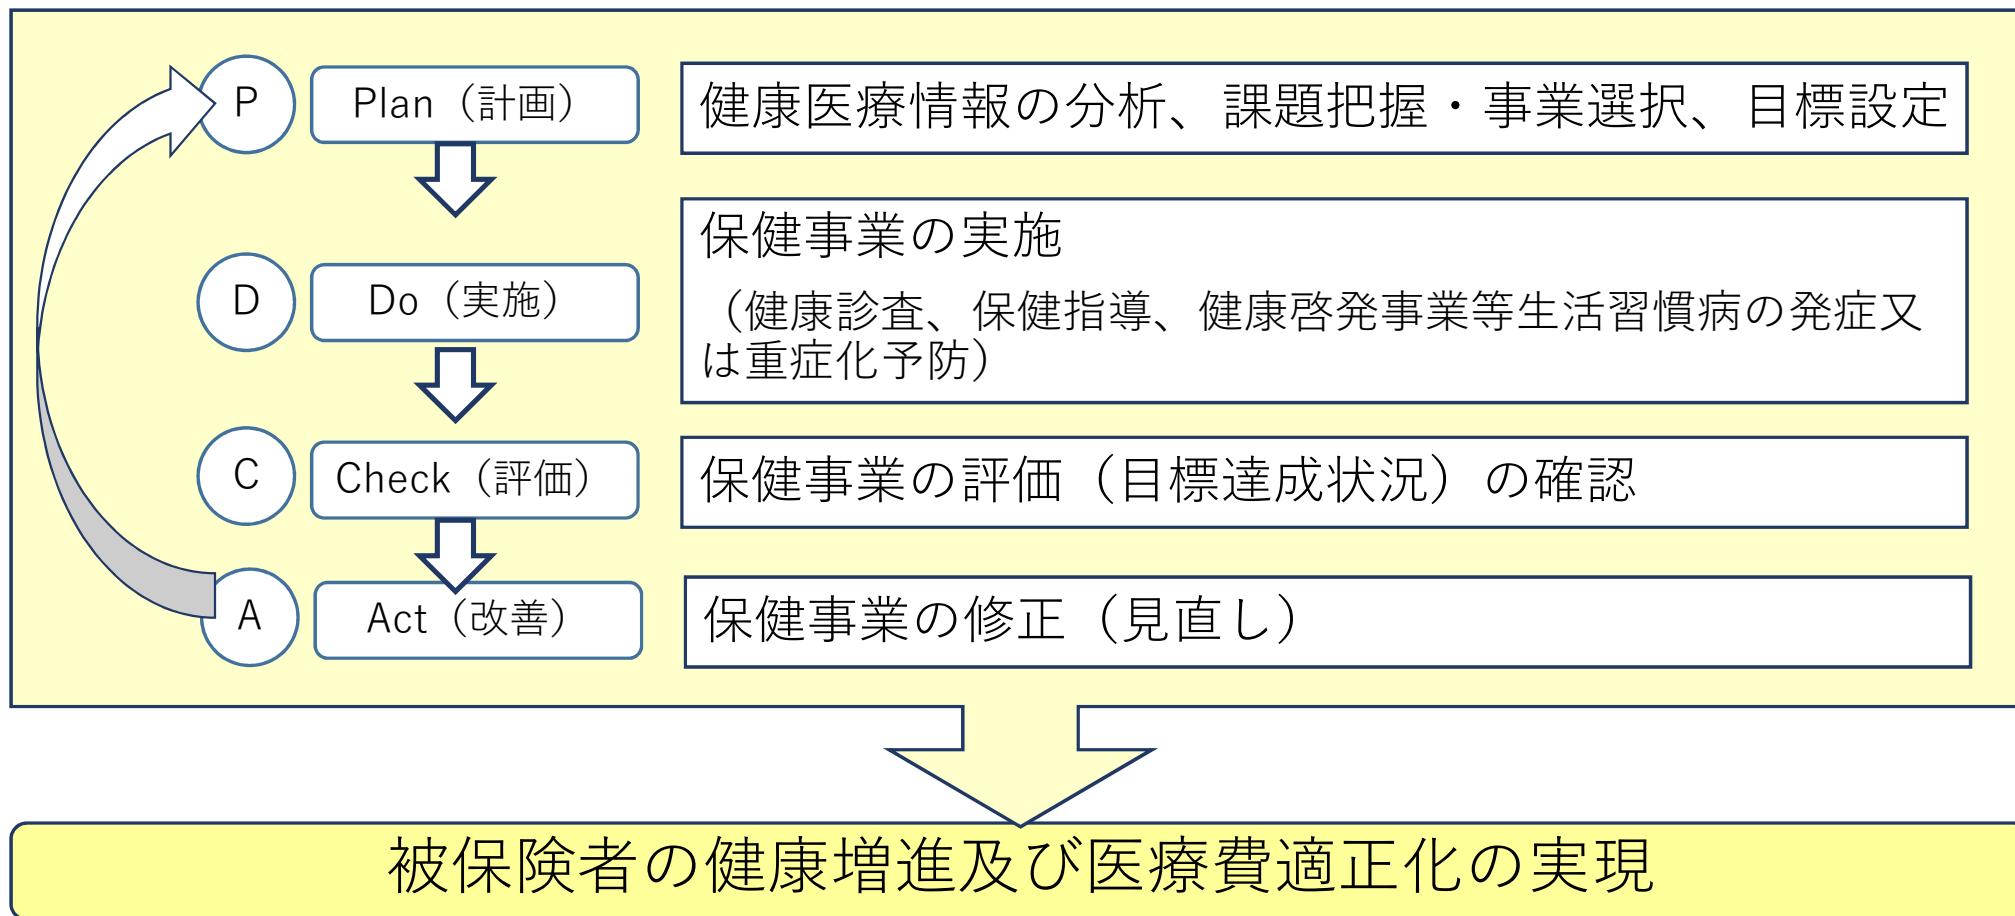 P
Plan（計画）
健康医療情報の分析、課題把握・事業選択、目標設定
D
Do（実施）
保健事業の実施
（健康診査、保健指導、健康啓発事業等生活習慣病の発症又
は重症化予防）
C
Check（評価）
保健事業の評価（目標達成状況）の確認
A
Act（改善）
保健事業の修正（見直し）
被保険者の健康増進及び医療費適正化の実現